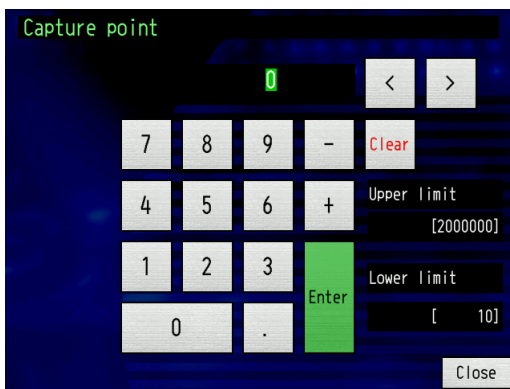 Capture point
0
< >
7 8 9 - Clear
4 5 6 + Upper limit
[2000000]
1 2 3 Enter Lower limit
0 . [ 10]
Close